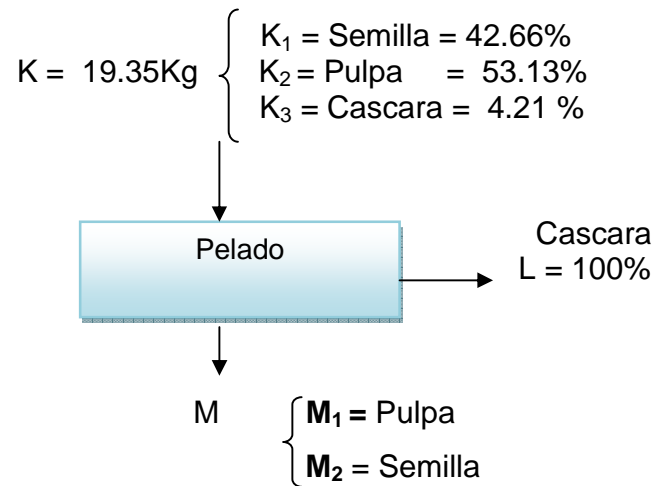 K₁ = Semilla = 42.66%
K = 19.35Kg K₂ = Pulpa = 53.13%
K₃ = Cascara = 4.21 %
Pelado
Cascara
L = 100%
M M₁ = Pulpa
M₂ = Semilla